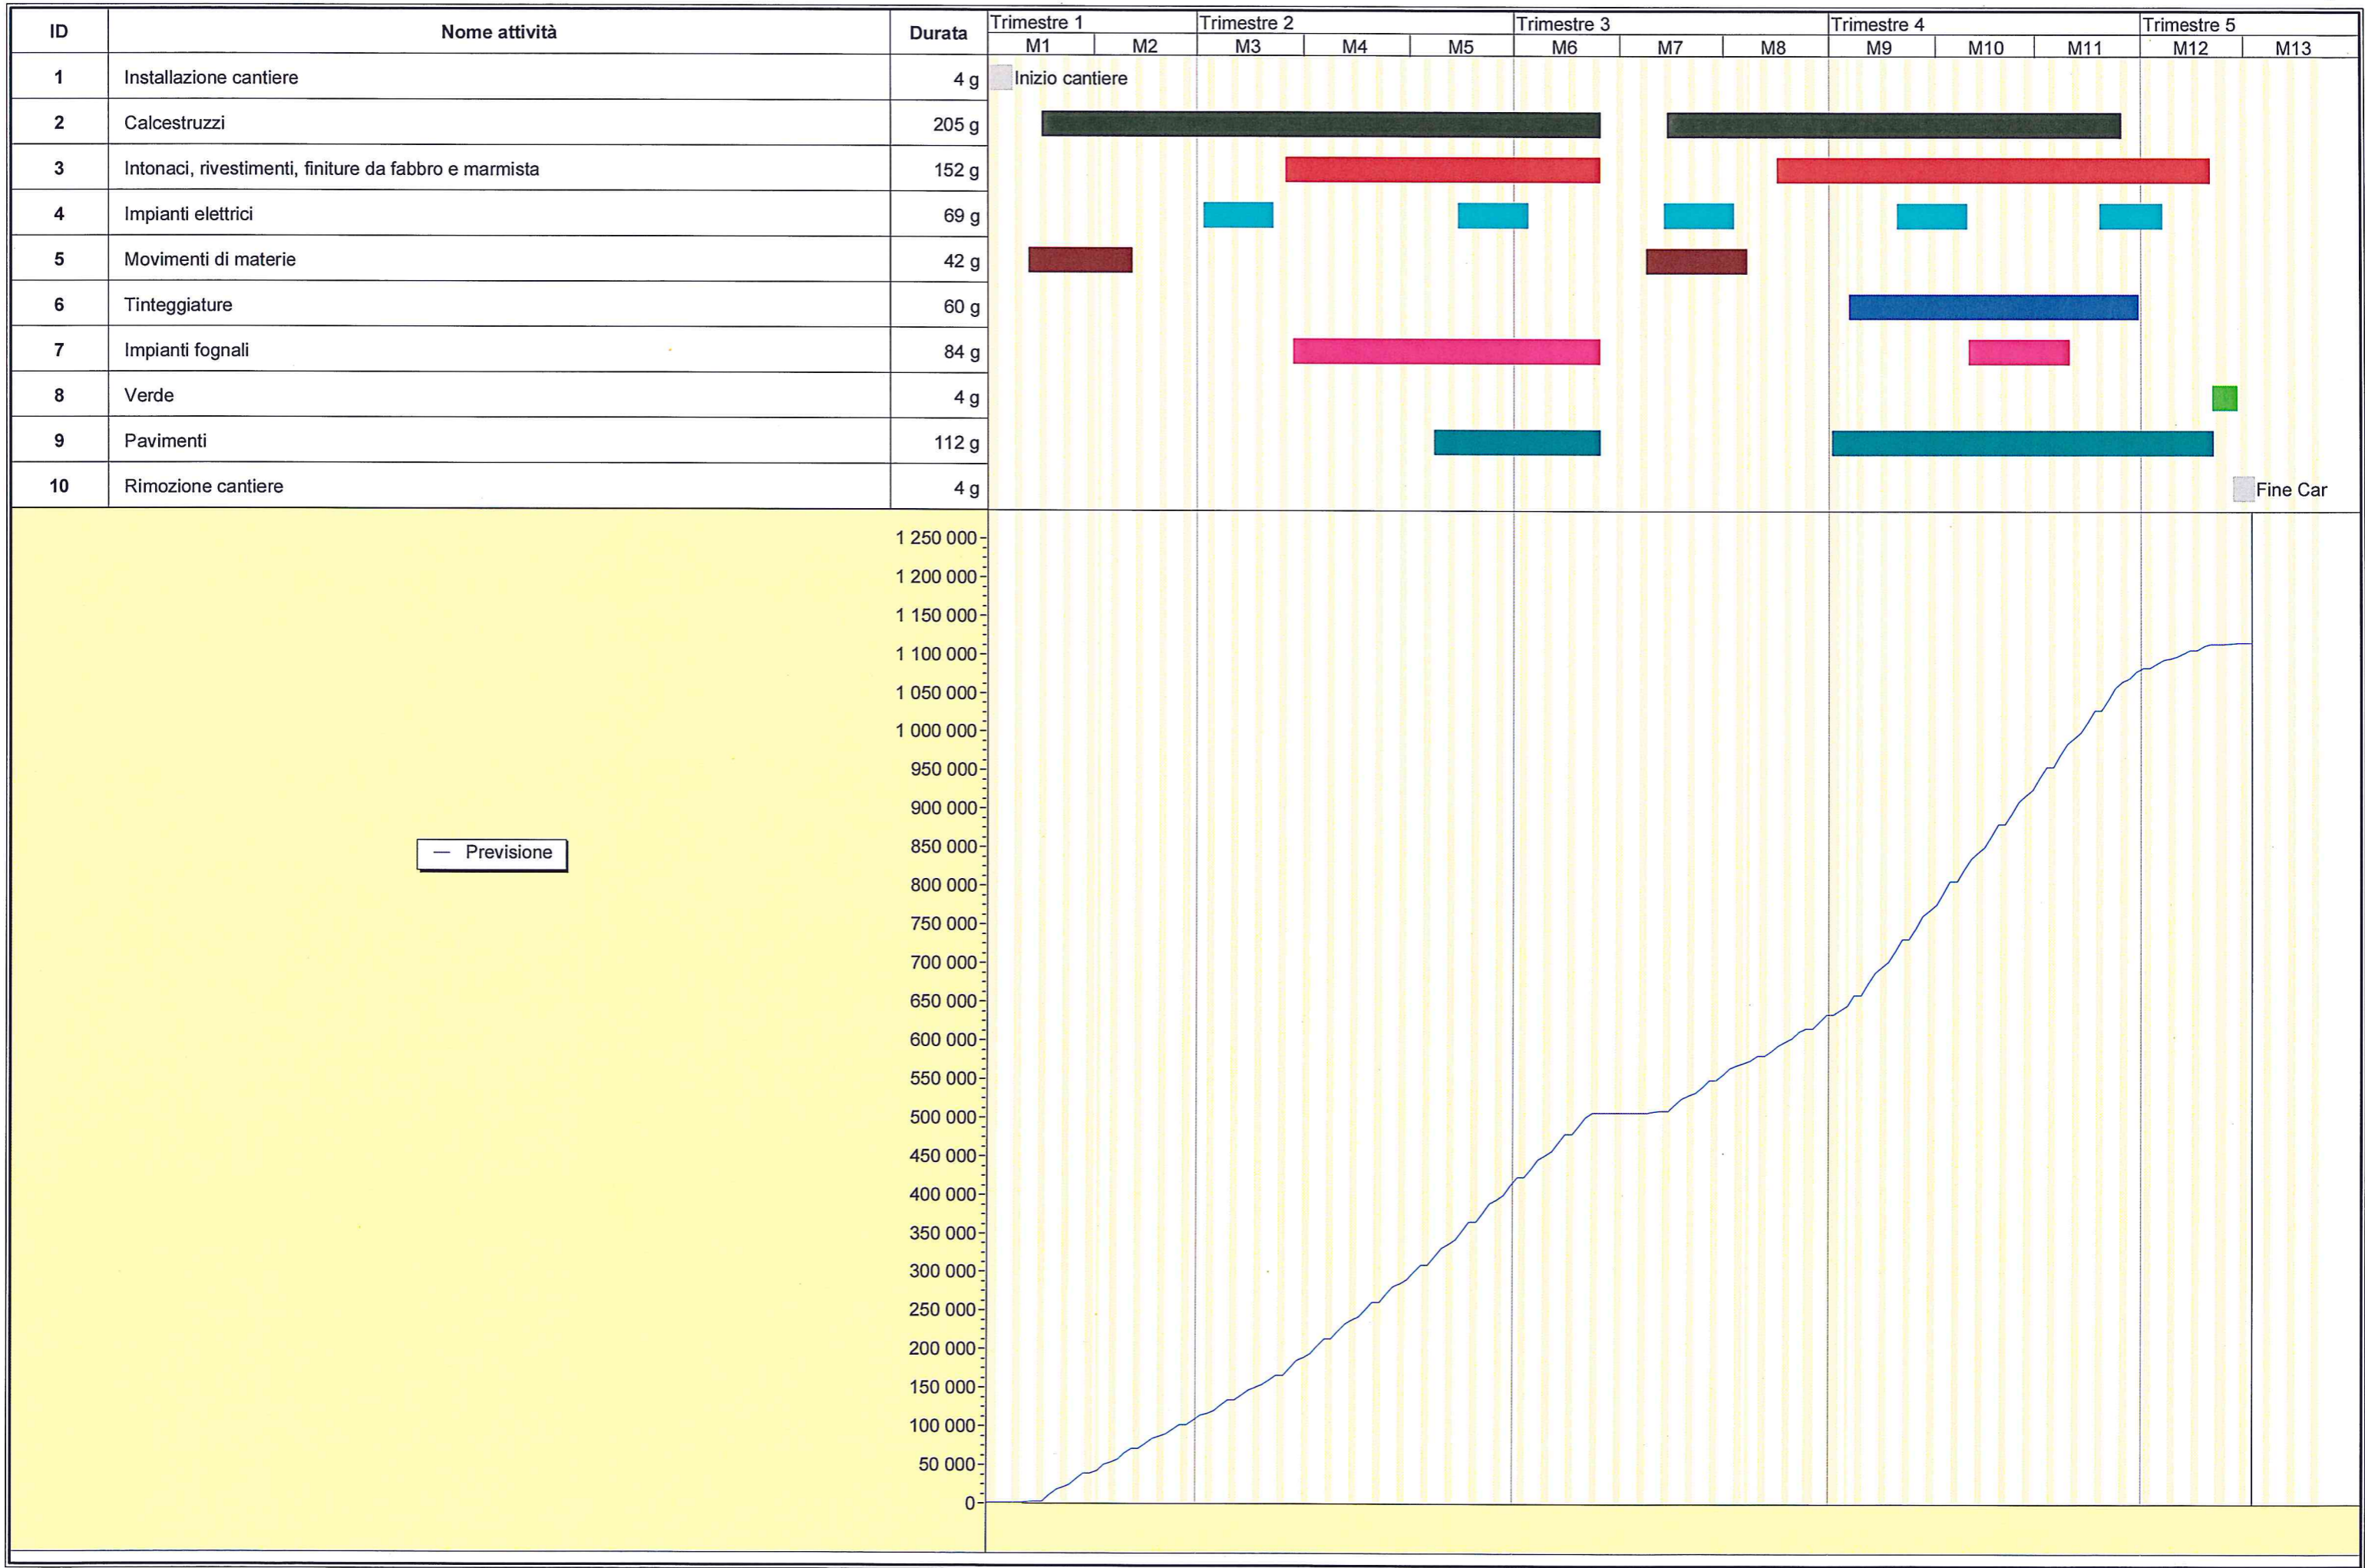 ID Nome attività Durata Trimestre 1 Trimestre 2 Trimestre 3 Trimestre 4 Trimestre 5
M1 M2 M3 M4 M5 M6 M7 M8 M9 M10 M11 M12 M13
1 Installazione cantiere 4 g Inizio cantiere
2 Calcestruzzi 205 g
3 Intonaci, rivestimenti, finiture da fabbro e marmista 152 g
4 Impianti elettrici 69 g
5 Movimenti di materie 42 g
6 Tinteggiature 60 g
7 Impianti fognali 84 g
8 Verde 4 g
9 Pavimenti 112 g
10 Rimozione cantiere 4 g Fine Car
1 250 000
1 200 000
1 150 000
1 100 000
1 050 000
1 000 000
950 000
900 000
850 000
Previsione
800 000
750 000
700 000
650 000
600 000
550 000
500 000
450 000
400 000
350 000
300 000
250 000
200 000
150 000
100 000
50 000
0